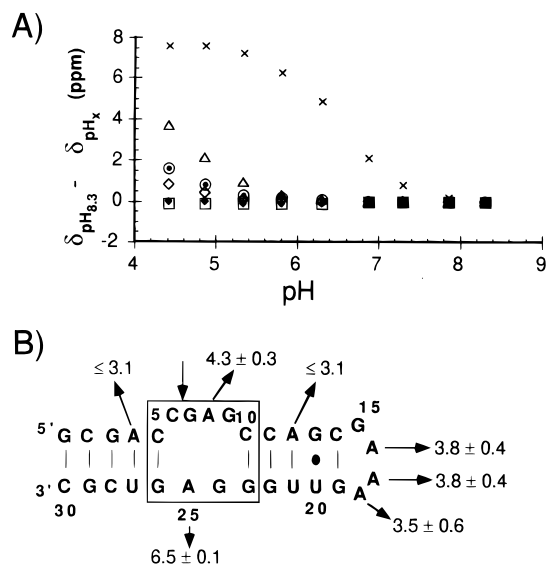 A)
8
6
4
2
0
-2
δpH8.3 - δpHx (ppm)
4 5 6 7 8 9
pH
B)
≤ 3.1 4.3 ± 0.3 ≤ 3.1
5 C G A G 10 15
5' G C G A C C C A G C G A
3.8 ± 0.4
A 3.8 ± 0.4
3' C G C U G A G G G U U G A
30 25 20 3.5 ± 0.6
6.5 ± 0.1